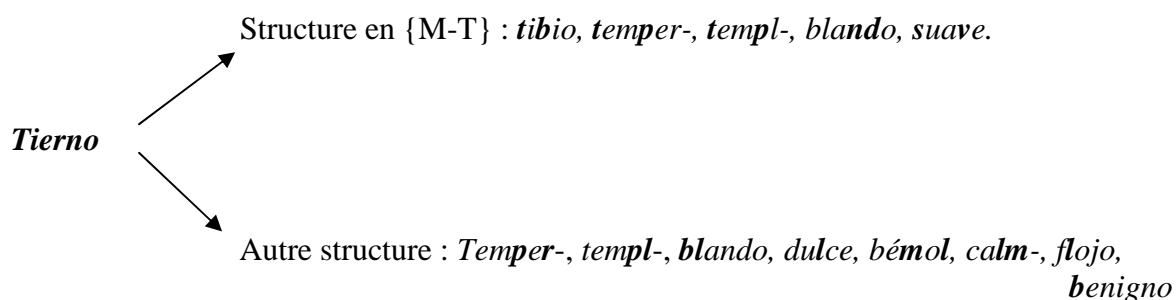 Structure en {M-T} : tibio, temper-, templ-, blando, suave.
Tierno
Autre structure : Temper-, templ-, blando, dulce, bémol, calm-, flojo,
benigno